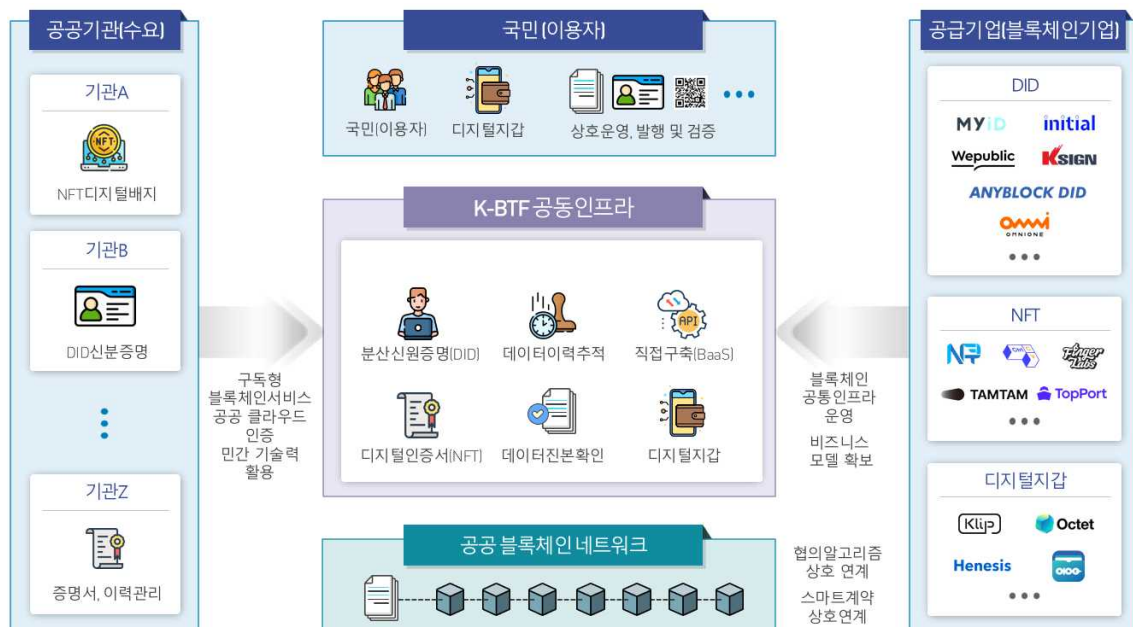 공공기관(수요)
기관A
NFT
NFT디지털배지
기관B
DID신분증명
기관Z
증명서, 이력관리
구독형
블록체인서비스
공공 클라우드
인증
민간 기술력
활용
국민(이용자)
국민(이용자)
디지털지갑
상호운영, 발행 및 검증
K-BTF 공동인프라
분산신원증명(DID)
데이터이력추적
API
직접구축(BaaS)
디지털인증서(NFT)
데이터진본확인
디지털지갑
공공 블록체인 네트워크
블록체인
공통인프라
운영
비즈니스
모델 확보
협의알고리즘
상호 연계
스마트계약
상호연계
공급기업(블록체인기업)
DID
MYiD
initial
Wepublic
KSIGN
ANYBLOCK DID
OMNIONE
NFT
Finger Labs
TAMTAM
TopPort
디지털지갑
Klip
Octet
Henesis